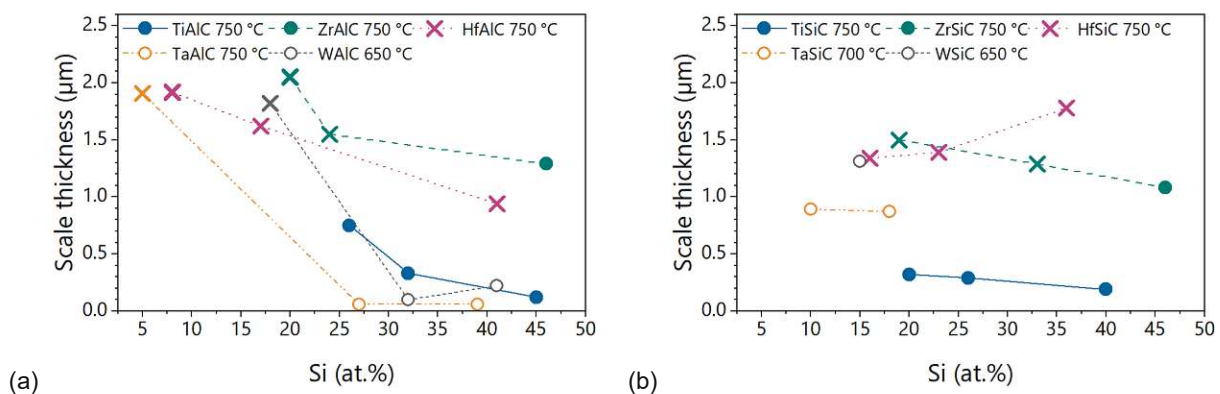 TiAlC 750 °C ZrAlC 750 °C HfAlC 750 °C
TaAlC 750 °C WAlC 650 °C
2.5
2.0
1.5
1.0
0.5
0.0
Scale thickness (µm)
5 10 15 20 25 30 35 40 45 50
Si (at.%)
(a)
TiSiC 750 °C ZrSiC 750 °C HfSiC 750 °C
TaSiC 700 °C WSiC 650 °C
2.5
2.0
1.5
1.0
0.5
0.0
Scale thickness (µm)
5 10 15 20 25 30 35 40 45 50
Si (at.%)
(b)